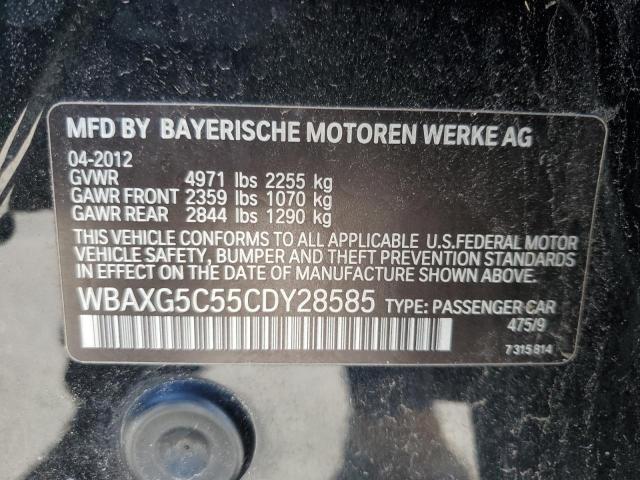 MFD BY BAYERISCHE MOTOREN WERKE AG
04-2012
GVWR 4971 lbs 2255 kg
GAWR FRONT 2359 lbs 1070 kg
GAWR REAR 2844 lbs 1290 kg
THIS VEHICLE CONFORMS TO ALL APPLICABLE U.S.FEDERAL MOTOR
VEHICLE SAFETY, BUMPER AND THEFT PREVENTION
STANDARDS IN EFFECT ON THE DATE OF MANUFACTURE SHOWN ABOVE.
WBAXG5C55CDY28585 TYPE: PASSENGER CAR
475/9
7 315 814